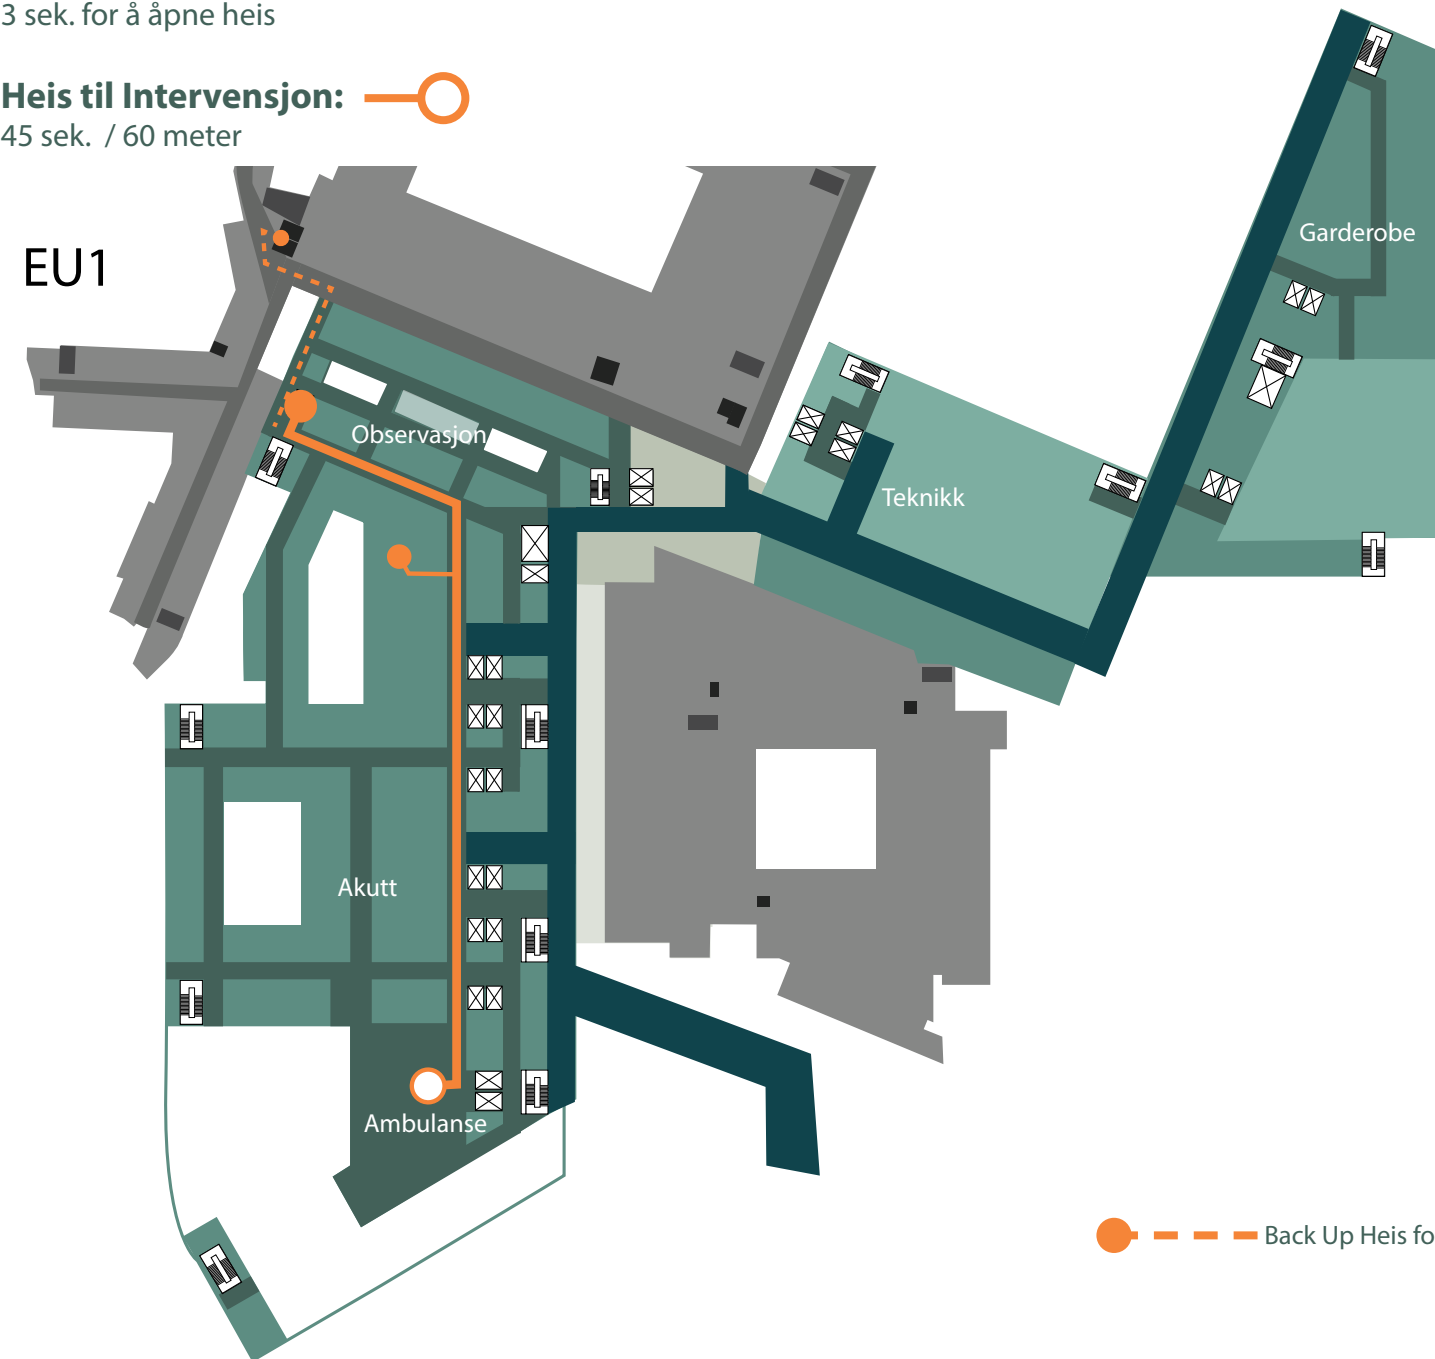 3 sek. for å åpne heis
Heis til Intervensjon:
45 sek. / 60 meter
EU1
Garderobe
Observasjon
Teknikk
Akutt
Ambulanse
Back Up Heis fo